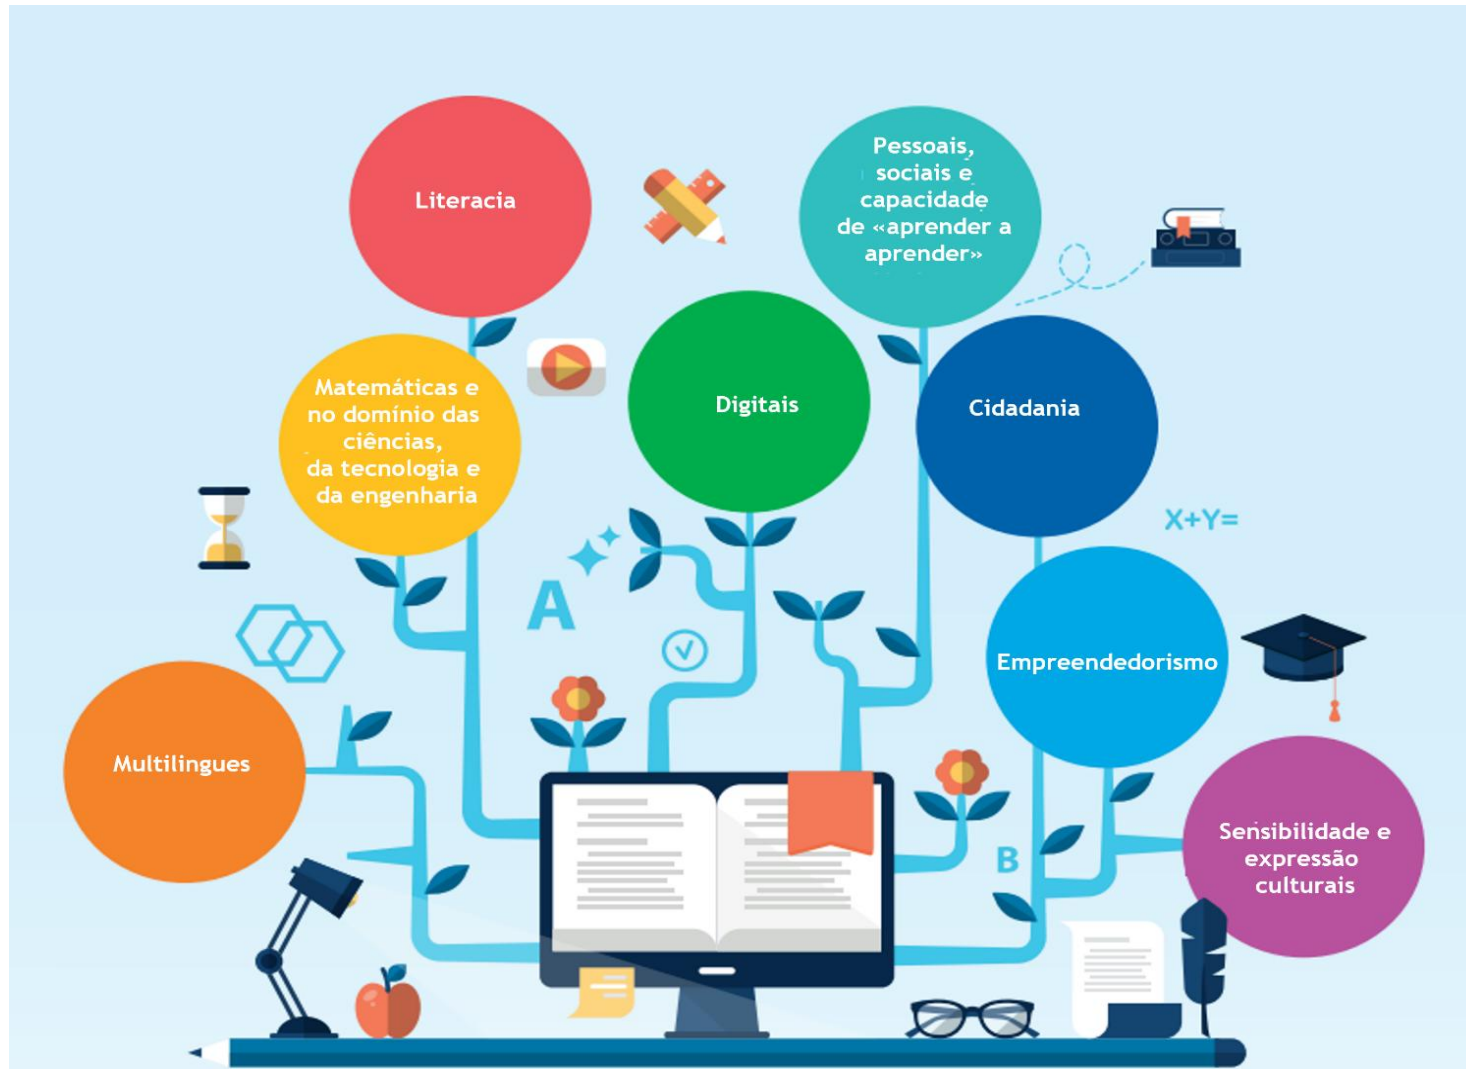 Literacia
Pessoais,
sociais e
capacidade
de «aprender a
aprender»
Matemáticas e
no domínio das
ciências,
da tecnologia e
da engenharia
Digitais
Cidadania
X+Y=
A
Empreendedorismo
Multilingues
Sensibilidade e
expressão
culturais
B